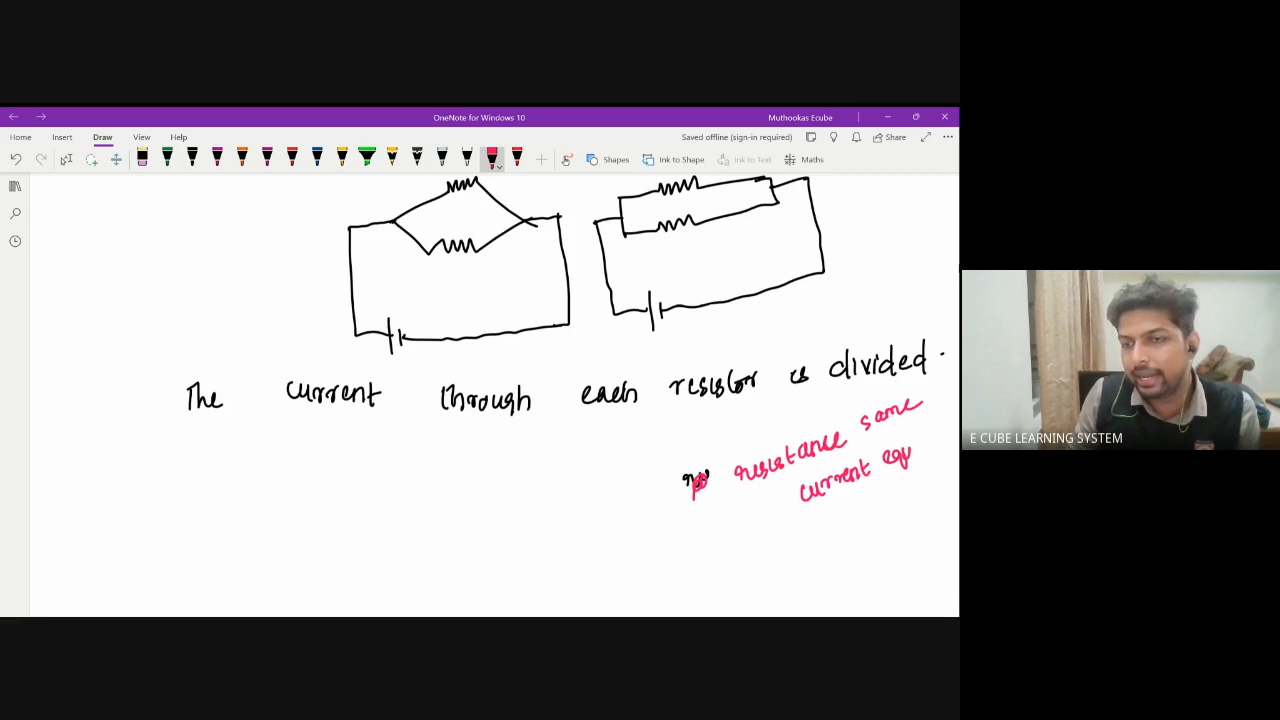 OneNote for Windows 10
Muthookas Ecube
Home Insert Draw View Help
Saved offline (sign-in required)
Share
Shapes
Ink to Shape
Ink to Text
Maths
The current through each resistor is divided.
resistance same
current equ
E CUBE LEARNING SYSTEM